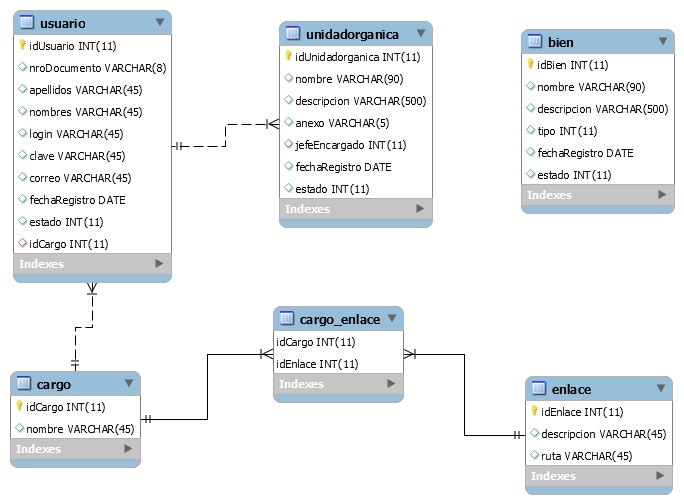 usuario
idUsuario INT(11)
nroDocumento VARCHAR(8)
apellidos VARCHAR(45)
nombres VARCHAR(45)
login VARCHAR(45)
clave VARCHAR(45)
correo VARCHAR(45)
fechaRegistro DATE
estado INT(11)
idCargo INT(11)
Indexes
unidadorganica
idUnidadorganica INT(11)
nombre VARCHAR(90)
descripcion VARCHAR(500)
anexo VARCHAR(5)
jefeEncargado INT(11)
fechaRegistro DATE
estado INT(11)
Indexes
bien
idBien INT(11)
nombre VARCHAR(90)
descripcion VARCHAR(500)
tipo INT(11)
fechaRegistro DATE
estado INT(11)
Indexes
cargo
idCargo INT(11)
nombre VARCHAR(45)
Indexes
cargo_enlace
idCargo INT(11)
idEnlace INT(11)
Indexes
enlace
idEnlace INT(11)
descripcion VARCHAR(45)
ruta VARCHAR(45)
Indexes